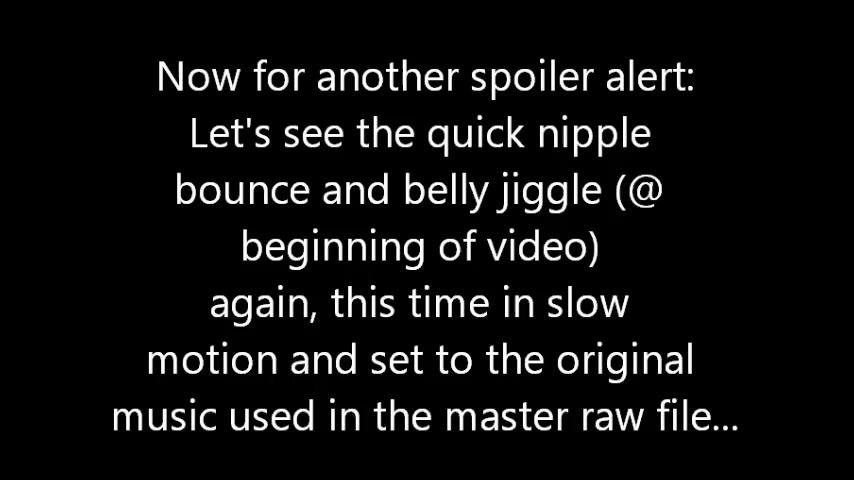 Now for another spoiler alert:
Let's see the quick nipple
bounce and belly jiggle (@
beginning of video)
again, this time in slow
motion and set to the original
music used in the master raw file...